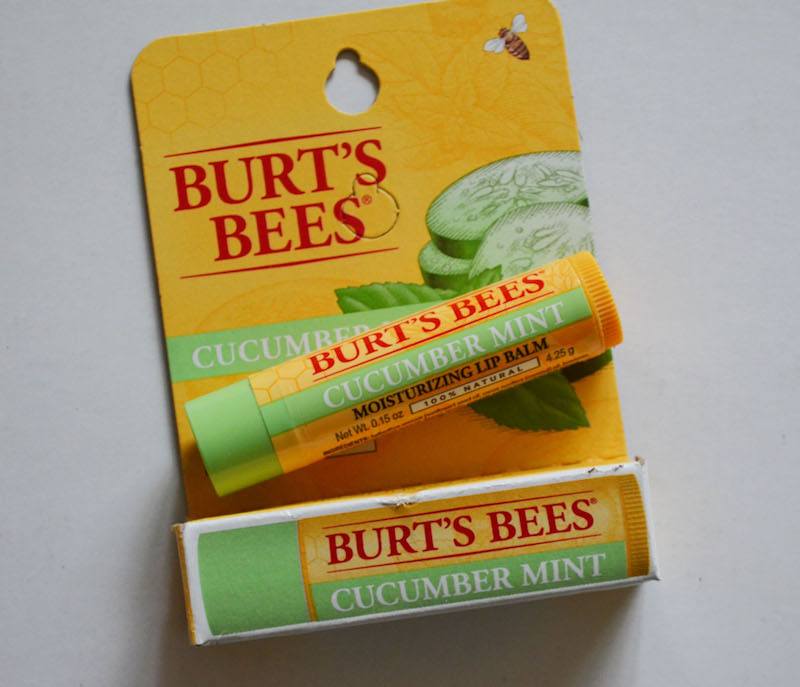 BURT'S
BEES®
CUCUMBER
BURT'S BEES®
CUCUMBER MINT
MOISTURIZING LIP BALM
Net Wt. 0.15 oz 100% NATURAL 4.25 g
INGREDIENTS:
BURT'S BEES®
CUCUMBER MINT